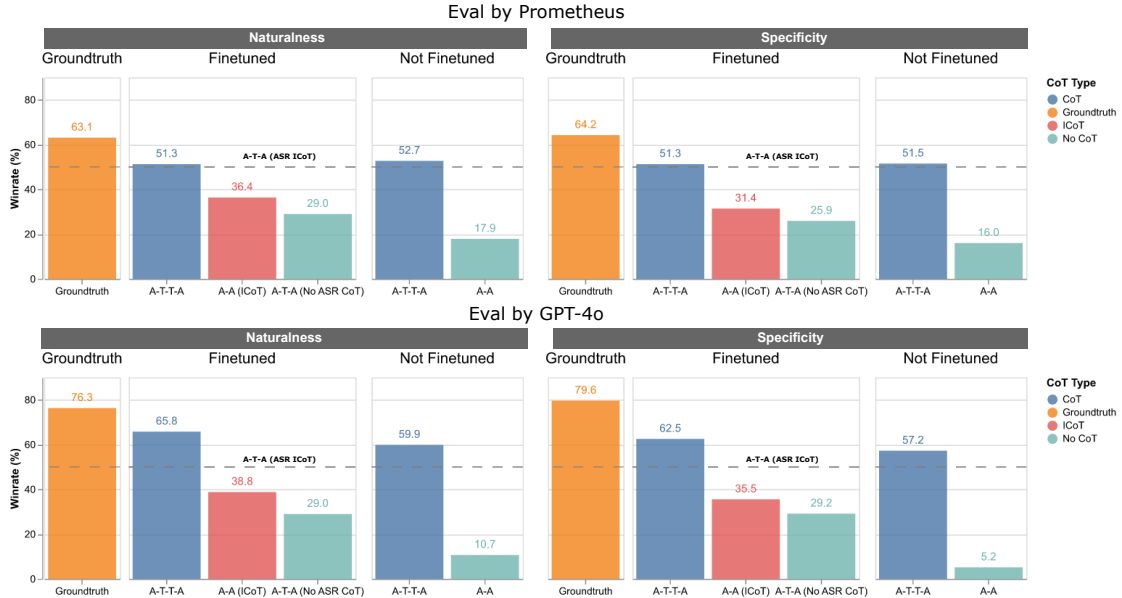 Eval by Prometheus
Naturalness Specificity
Groundtruth Finetuned Not Finetuned Groundtruth Finetuned Not Finetuned
CoT Type
CoT
Groundtruth
ICoT
No CoT
Winrate (%)
80
60
40
20
0
63.1 51.3 36.4 29.0 52.7 17.9 64.2 51.3 31.4 25.9 51.5 16.0
A-T-A (ASR ICoT) A-T-A (ASR ICoT)
Groundtruth A-T-T-A A-A (ICoT) A-T-A (No ASR CoT) A-T-T-A A-A Groundtruth A-T-T-A A-A (ICoT) A-T-A (No ASR CoT) A-T-T-A A-A
Eval by GPT-4o
Naturalness Specificity
Groundtruth Finetuned Not Finetuned Groundtruth Finetuned Not Finetuned
CoT Type
CoT
Groundtruth
ICoT
No CoT
Winrate (%)
80
60
40
20
0
76.3 65.8 38.8 29.0 59.9 10.7 79.6 62.5 35.5 29.2 57.2 5.2
A-T-A (ASR ICoT) A-T-A (ASR ICoT)
Groundtruth A-T-T-A A-A (ICoT) A-T-A (No ASR CoT) A-T-T-A A-A Groundtruth A-T-T-A A-A (ICoT) A-T-A (No ASR CoT) A-T-T-A A-A